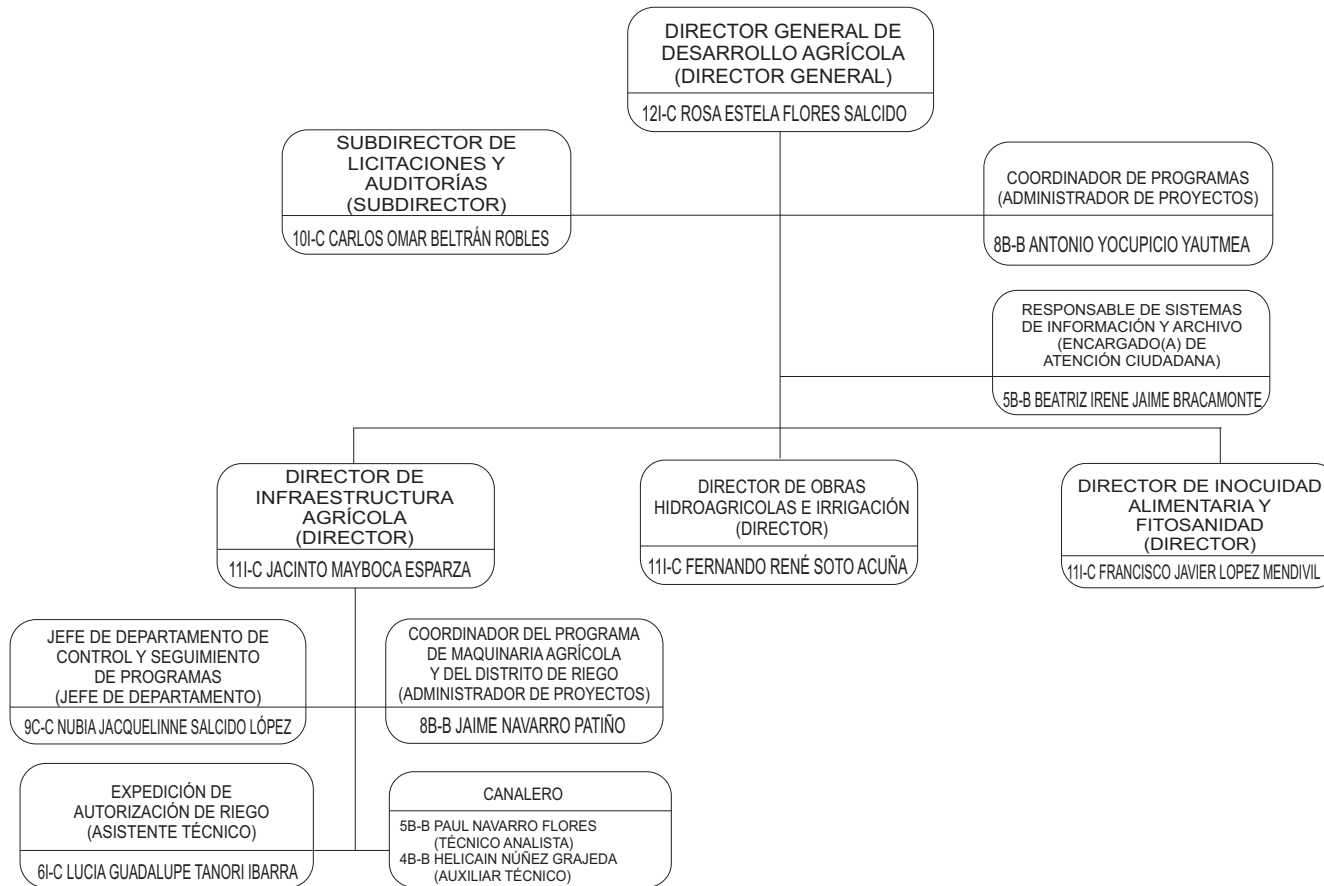 DIRECTOR GENERAL DE
DESARROLLO AGRÍCOLA
(DIRECTOR GENERAL)
12I-C ROSA ESTELA FLORES SALCIDO
SUBDIRECTOR DE
LICITACIONES Y
AUDITORÍAS
(SUBDIRECTOR)
10I-C CARLOS OMAR BELTRÁN ROBLES
COORDINADOR DE PROGRAMAS
(ADMINISTRADOR DE PROYECTOS)
8B-B ANTONIO YOCUPICIO YAUTMEA
RESPONSABLE DE SISTEMAS
DE INFORMACIÓN Y ARCHIVO
(ENCARGADO(A) DE
ATENCIÓN CIUDADANA)
5B-B BEATRIZ IRENE JAIME BRACAMONTE
DIRECTOR DE
INFRAESTRUCTURA
AGRÍCOLA
(DIRECTOR)
11I-C JACINTO MAYBOCA ESPARZA
DIRECTOR DE OBRAS
HIDROAGRICOLAS E IRRIGACIÓN
(DIRECTOR)
11I-C FERNANDO RENÉ SOTO ACUÑA
DIRECTOR DE INOCUIDAD
ALIMENTARIA Y
FITOSANIDAD
(DIRECTOR)
11I-C FRANCISCO JAVIER LOPEZ MENDIVIL
JEFE DE DEPARTAMENTO DE
CONTROL Y SEGUIMIENTO
DE PROGRAMAS
(JEFE DE DEPARTAMENTO)
9C-C NUBIA JACQUELINNE SALCIDO LÓPEZ
COORDINADOR DEL PROGRAMA
DE MAQUINARIA AGRÍCOLA
Y DEL DISTRITO DE RIEGO
(ADMINISTRADOR DE PROYECTOS)
8B-B JAIME NAVARRO PATIÑO
EXPEDICIÓN DE
AUTORIZACIÓN DE RIEGO
(ASISTENTE TÉCNICO)
6I-C LUCIA GUADALUPE TANORI IBARRA
CANALERO
5B-B PAUL NAVARRO FLORES
(TÉCNICO ANALISTA)
4B-B HELICAIN NÚÑEZ GRAJEDA
(AUXILIAR TÉCNICO)